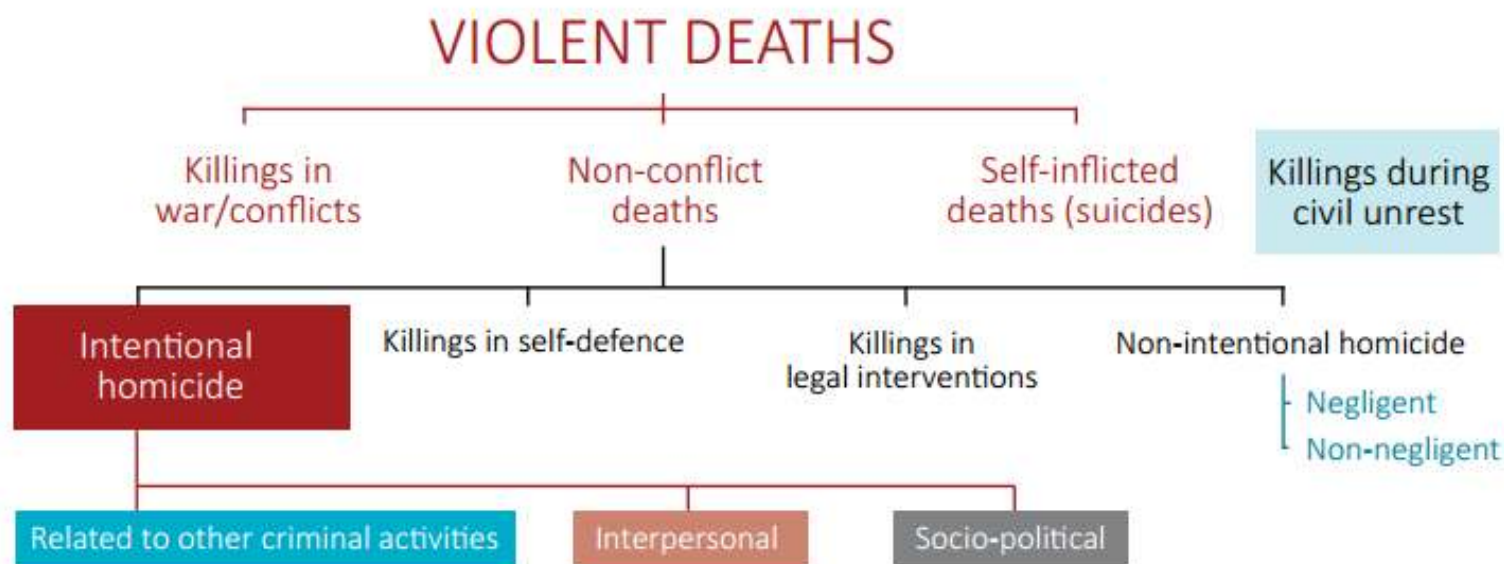 VIOLENT DEATHS
Killings in
war/conflicts
Non-conflict
deaths
Self-inflicted
deaths (suicides)
Killings during
civil unrest
Intentional
homicide
Killings in self-defence
Killings in
legal interventions
Non-intentional homicide
Negligent
Non-negligent
Related to other criminal activities
Interpersonal
Socio-political